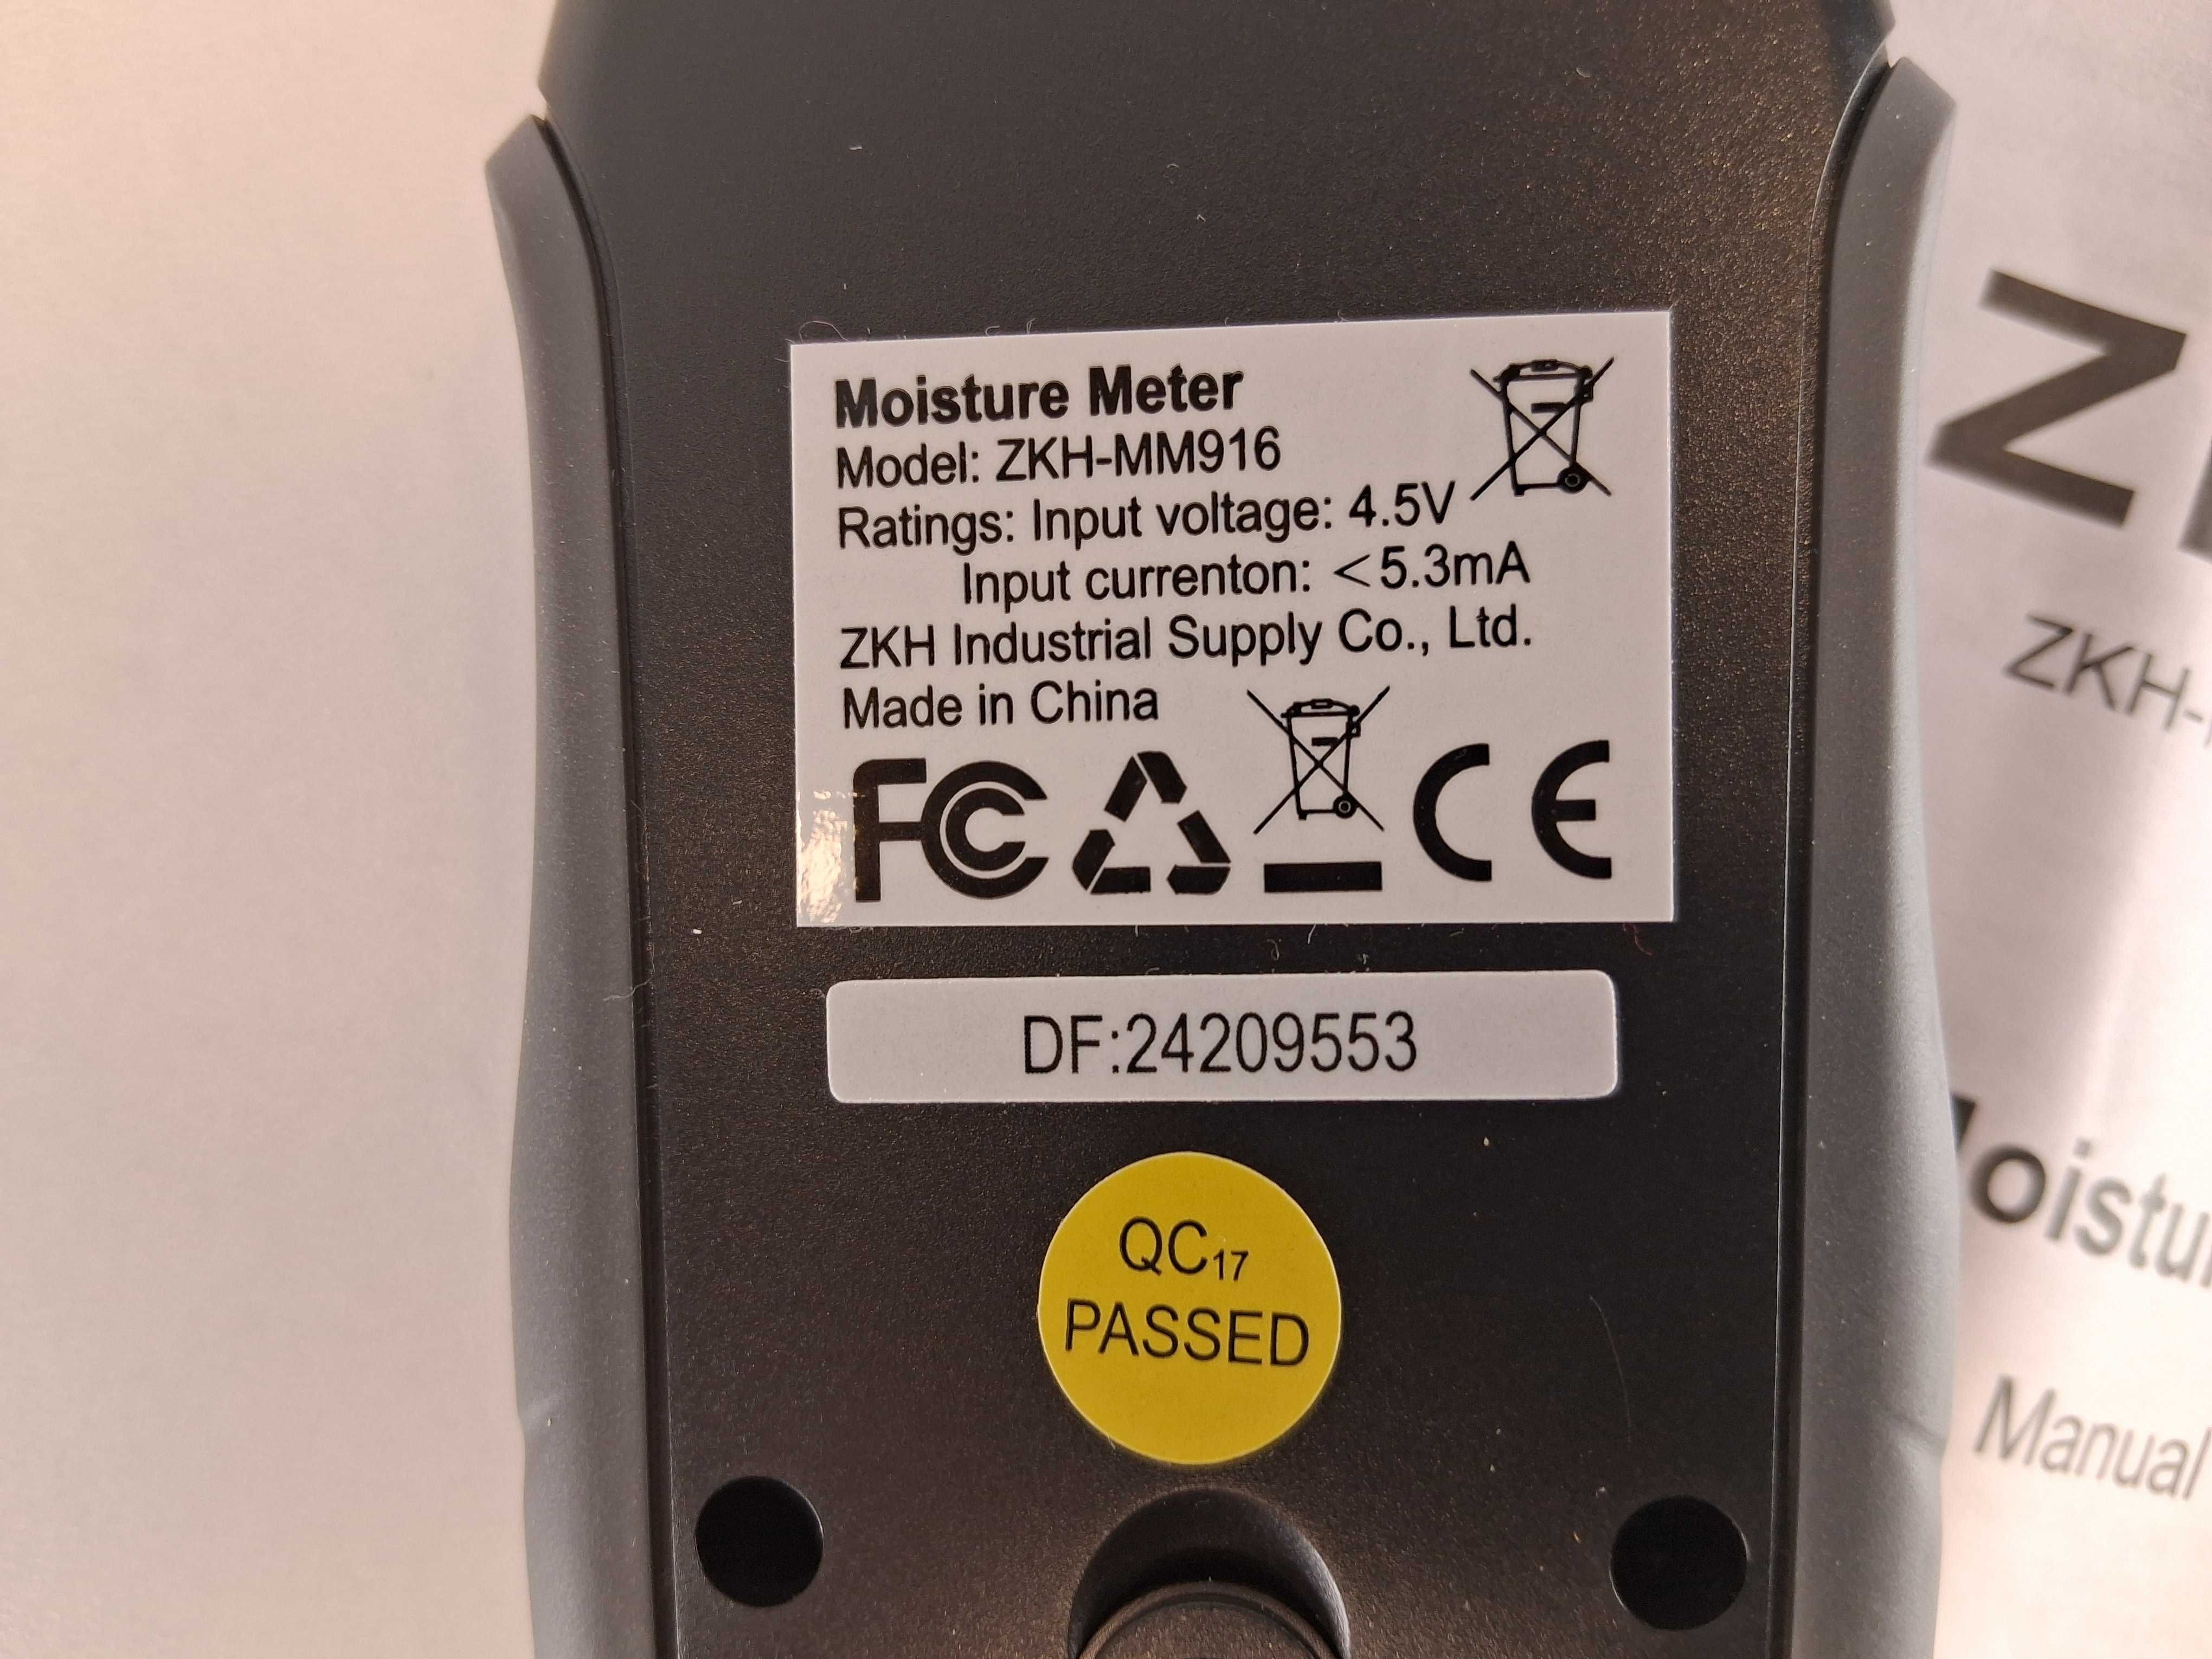 Moisture Meter
Model: ZKH-MM916
Ratings: Input voltage: 4.5V
Input currenton: <5.3mA
ZKH Industrial Supply Co., Ltd.
Made in China
FC CE
DF:24209553
QC17
PASSED
ZKH-
Manual